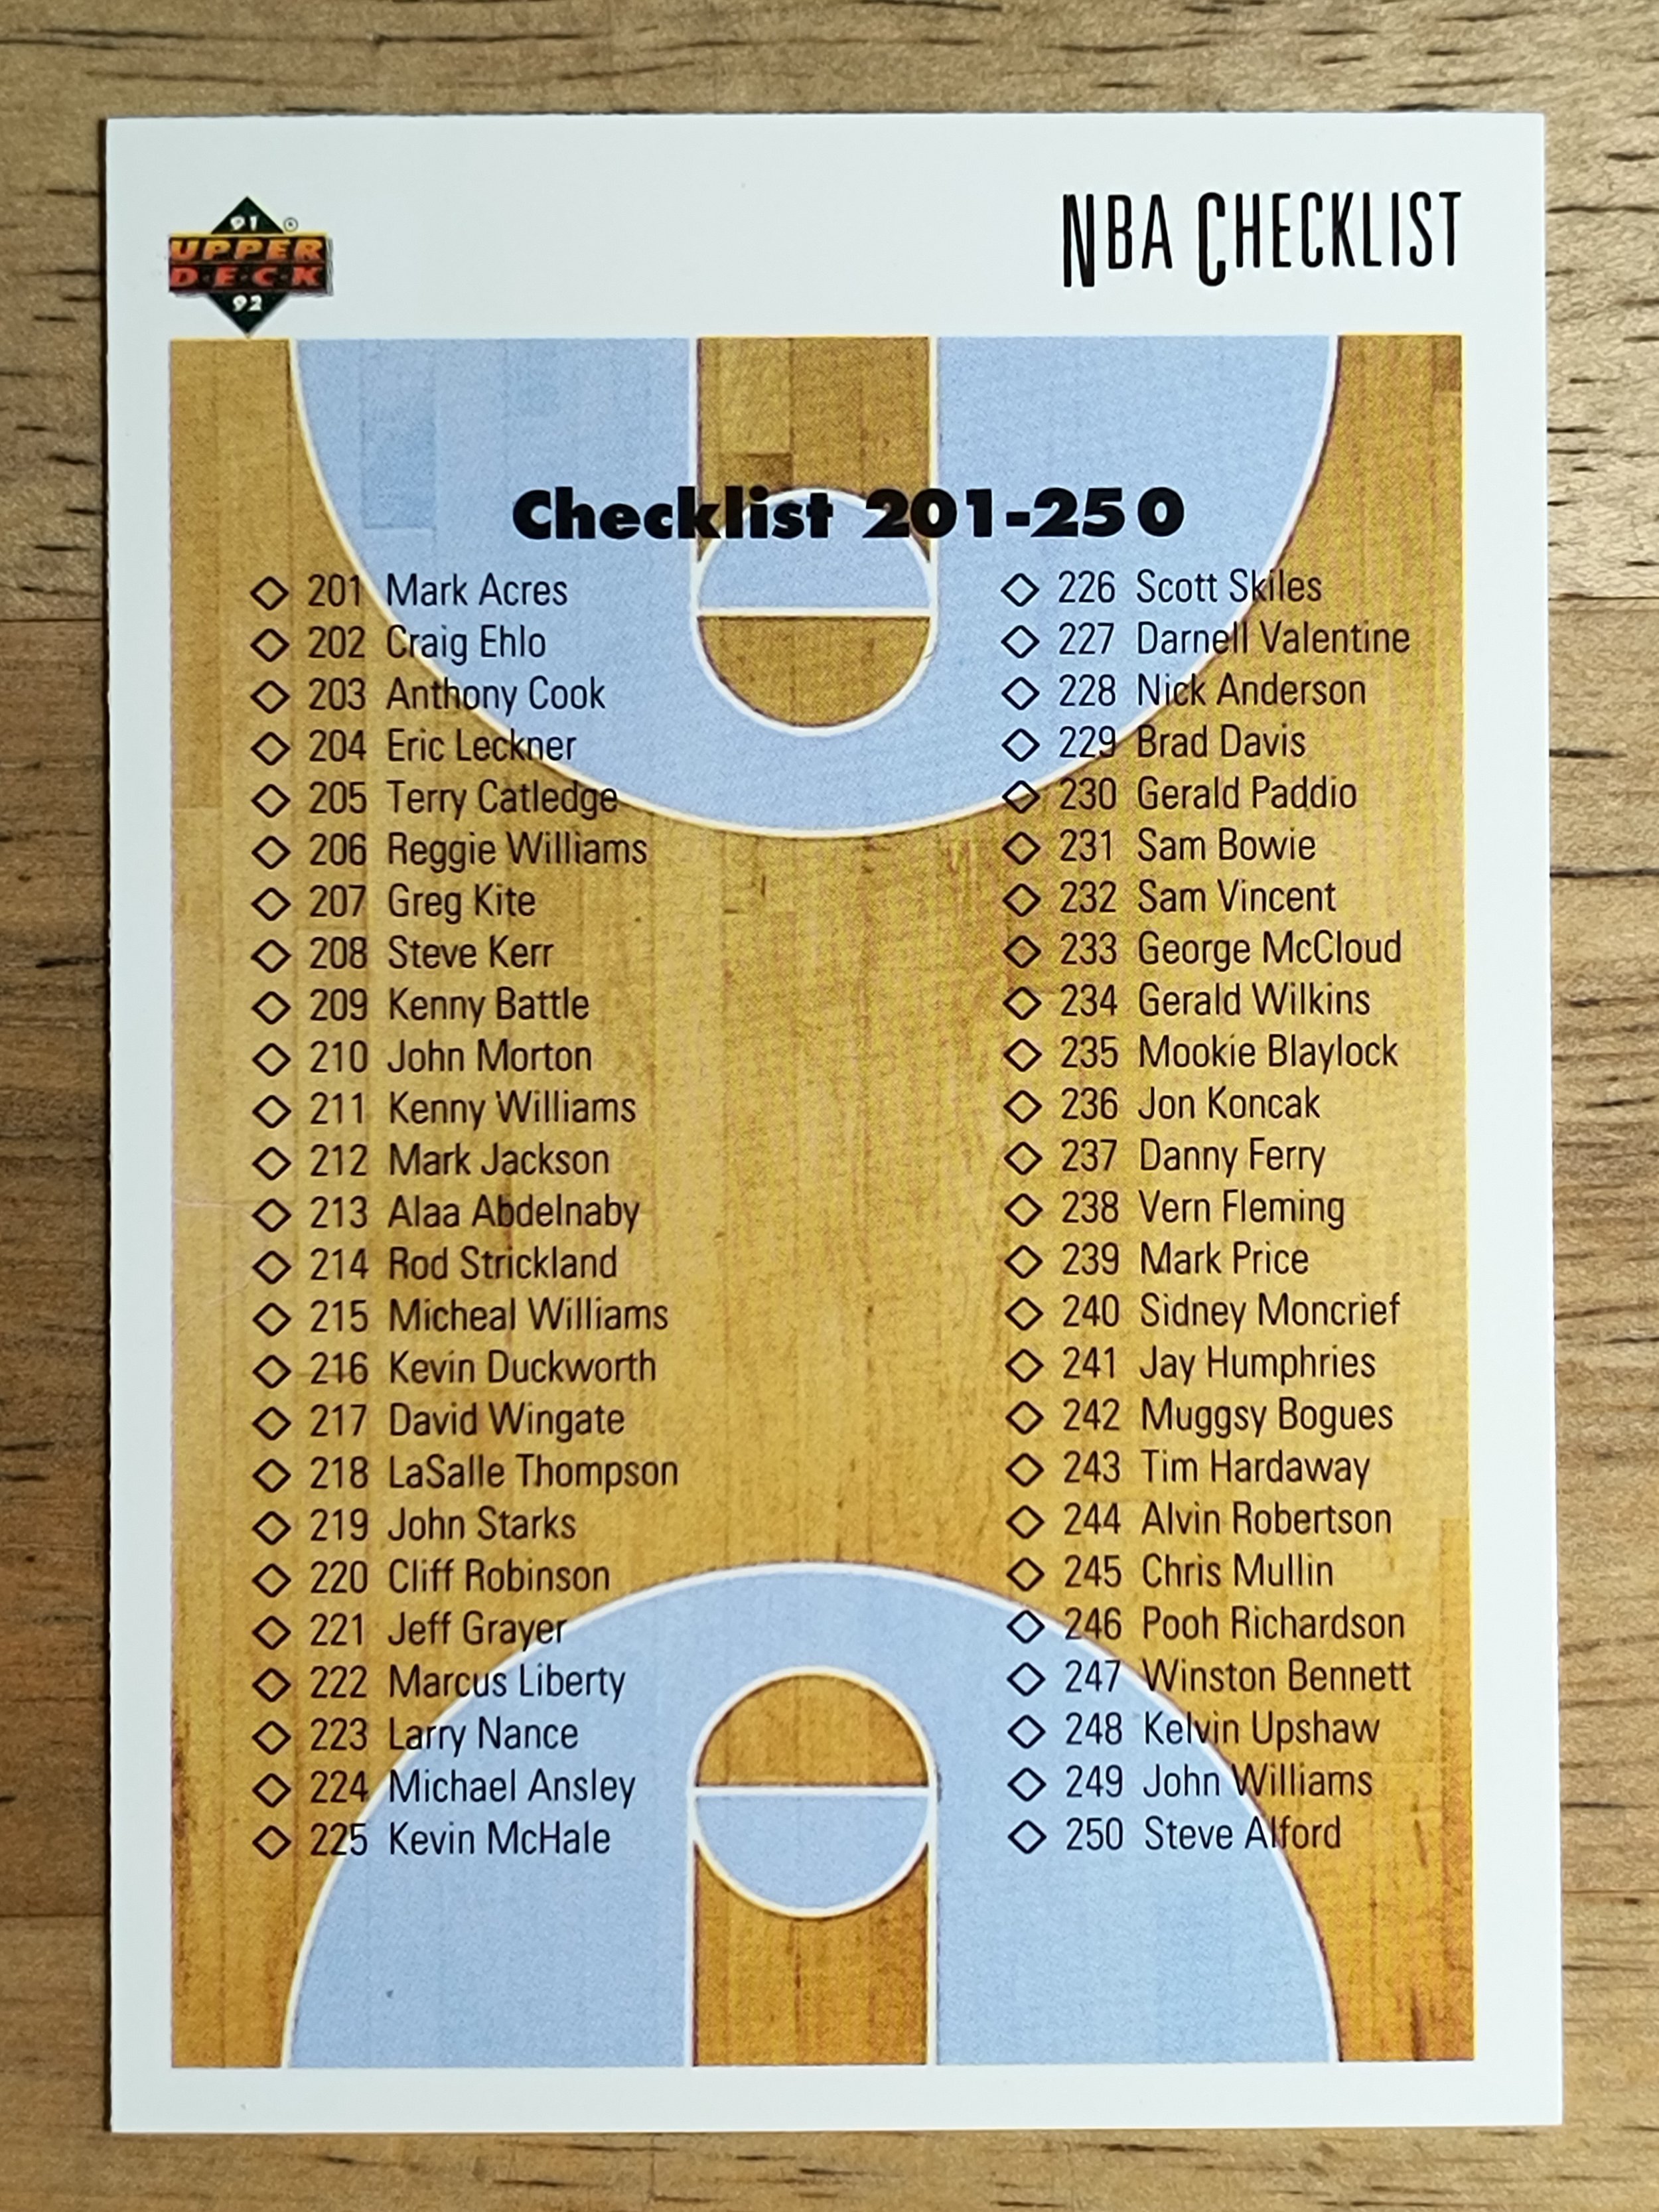 91
UPPER
D·E·C·K
92
®
NBA CHECKLIST
Checklist 201-250
201 Mark Acres
202 Craig Ehlo
203 Anthony Cook
204 Eric Leckner
205 Terry Catledge
206 Reggie Williams
207 Greg Kite
208 Steve Kerr
209 Kenny Battle
210 John Morton
211 Kenny Williams
212 Mark Jackson
213 Alaa Abdelnaby
214 Rod Strickland
215 Micheal Williams
216 Kevin Duckworth
217 David Wingate
218 LaSalle Thompson
219 John Starks
220 Cliff Robinson
221 Jeff Grayer
222 Marcus Liberty
223 Larry Nance
224 Michael Ansley
225 Kevin McHale
226 Scott Skiles
227 Darnell Valentine
228 Nick Anderson
229 Brad Davis
230 Gerald Paddio
231 Sam Bowie
232 Sam Vincent
233 George McCloud
234 Gerald Wilkins
235 Mookie Blaylock
236 Jon Koncak
237 Danny Ferry
238 Vern Fleming
239 Mark Price
240 Sidney Moncrief
241 Jay Humphries
242 Muggsy Bogues
243 Tim Hardaway
244 Alvin Robertson
245 Chris Mullin
246 Pooh Richardson
247 Winston Bennett
248 Kelvin Upshaw
249 John Williams
250 Steve Alford